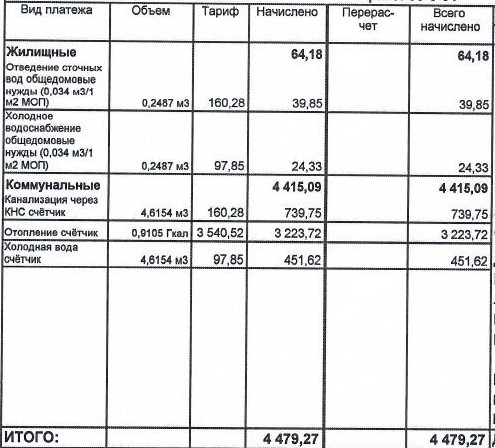 Вид платежа Объем Тариф Начислено Перерас-чет Всего начислено
Жилищные 64,18 64,18
Отведение сточных
вод общедомовые
нужды (0,034 м3/1
м2 МОП) 0,2487 м3 160,28 39,85 39,85
Холодное
водоснабжение
общедомовые
нужды (0,034 м3/1
м2 МОП) 0,2487 м3 97,85 24,33 24,33
Коммунальные 4 415,09 4 415,09
Канализация через
КНС счётчик 4,6154 м3 160,28 739,75 739,75
Отопление счётчик 0,9105 Гкал 3 540,52 3 223,72 3 223,72
Холодная вода
счётчик 4,6154 м3 97,85 451,62 451,62
ИТОГО: 4 479,27 4 479,27